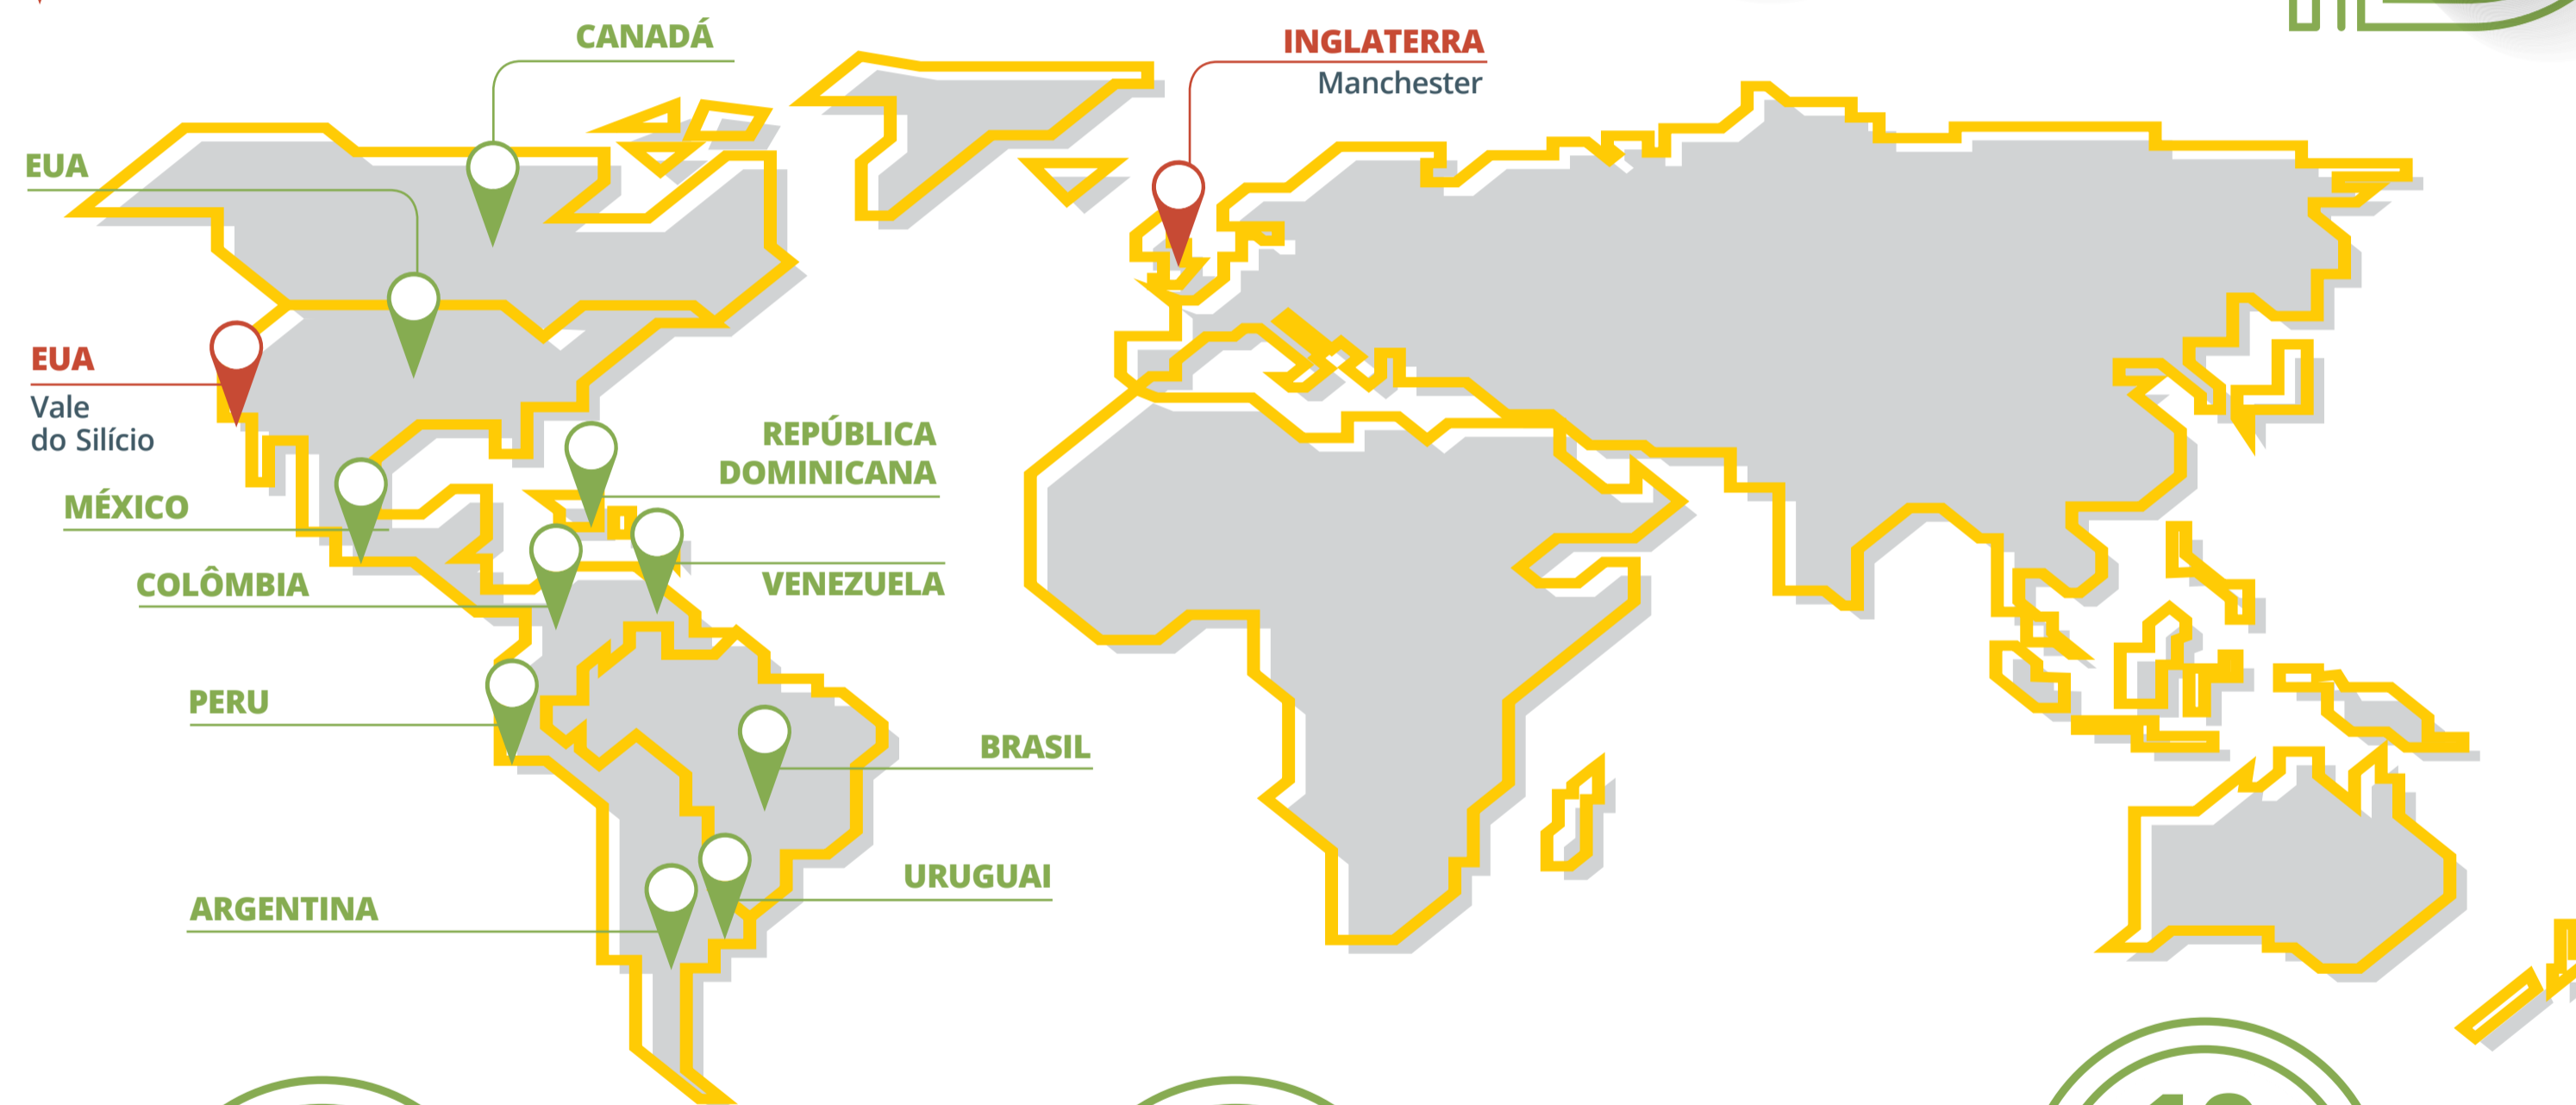 CANADÁ
INGLATERRA
Manchester
EUA
EUA
Vale
do Silício
REPÚBLICA
DOMINICANA
MÉXICO
COLÔMBIA
VENEZUELA
PERU
BRASIL
URUGUAI
ARGENTINA